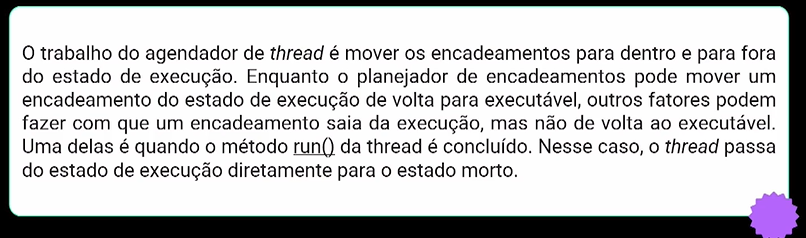 O trabalho do agendador de thread é mover os encadeamentos para dentro e para fora
do estado de execução. Enquanto o planejador de encadeamentos pode mover um
encadeamento do estado de execução de volta para executável, outros fatores podem
fazer com que um encadeamento saia da execução, mas não de volta ao executável.
Uma delas é quando o método run() da thread é concluído. Nesse caso, o thread passa
do estado de execução diretamente para o estado morto.